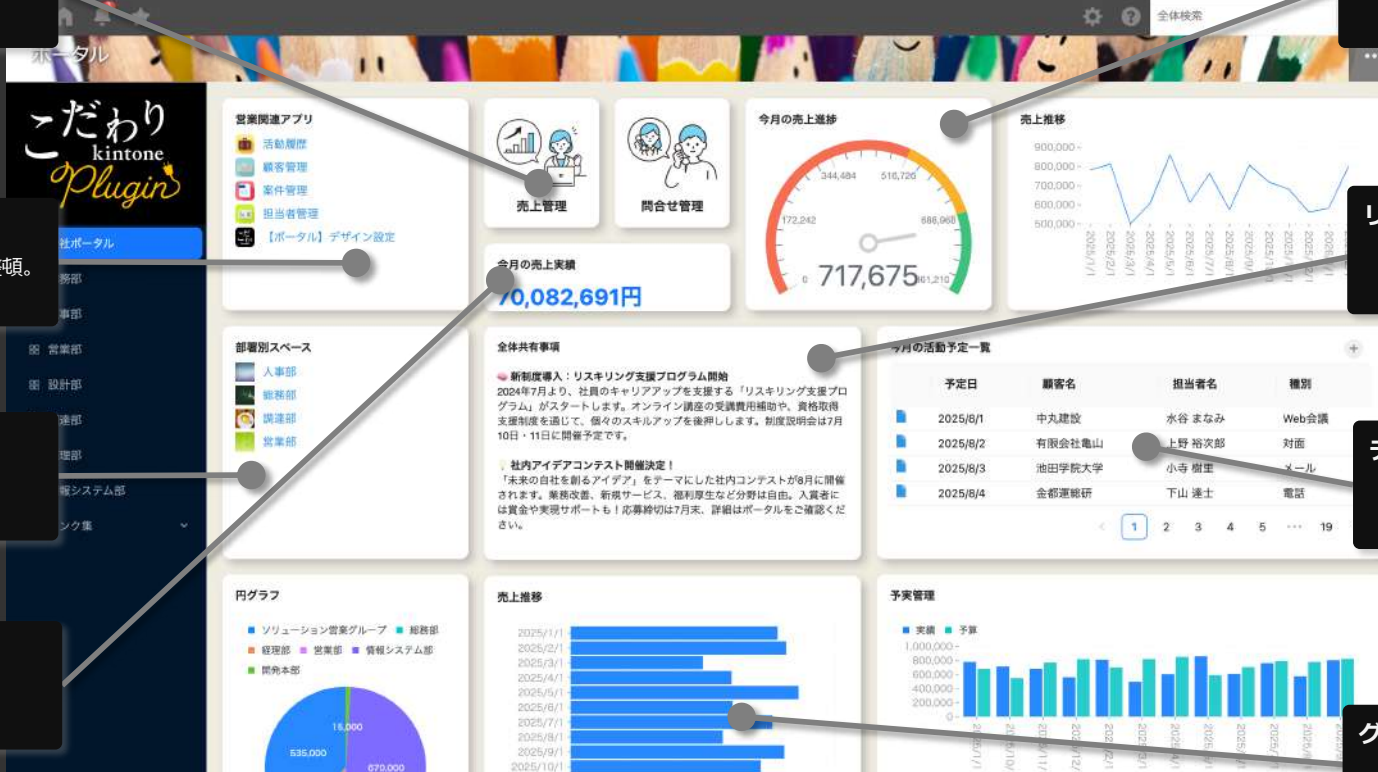 全体検索
ポータル
こだわり
kintone
Plugin
社ポータル
務部
事部
営業部
設計部
達部
理部
報システム部
ンク集
頓。
営業関連アプリ
活動履歴
顧客管理
案件管理
担当者管理
【ポータル】デザイン設定
売上管理
問合せ管理
今月の売上実績
70,082,691円
今月の売上進捗
344,484
516,726
172,242
688,968
0
717,675
売上推移
900,000
800,000
700,000
600,000
500,000
2025/1/1
2025/2/1
2025/3/1
2025/4/1
2025/5/1
2025/6/1
2025/7/1
2025/8/1
2025/9/1
部署別スペース
人事部
総務部
調達部
営業部
全体共有事項
新制度導入：リスキリング支援プログラム開始
2024年7月より、社員のキャリアアップを支援する「リスキリング支援プロ
グラム」がスタートします。オンライン講座の受講費用補助や、資格取得
支援制度を通じて、個々のスキルアップを後押しします。制度説明会は7月
10日・11日に開催予定です。
社内アイデアコンテスト開催決定！
「未来の自社を創るアイデア」をテーマにした社内コンテストが8月に開催
されます。業務改善、新規サービス、福利厚生など分野は自由。入賞者に
は賞金や実現サポートも！応募締切は7月末、詳細はポータルをご確認くだ
さい。
今月の活動予定一覧
予定日 顧客名 担当者名 種別
2025/8/1 中丸建設 水谷 まなみ Web会議
2025/8/2 有限会社亀山 上野 裕次郎 対面
2025/8/3 池田学院大学 小寺 樹里 メール
2025/8/4 金都運総研 下山 達士 電話
1 2 3 4 5 ••• 19
円グラフ
ソリューション営業グループ 総務部
経理部 営業部 情報システム部
開発本部
15,000
535,000
670,000
売上推移
2025/1/1
2025/2/1
2025/3/1
2025/4/1
2025/5/1
2025/6/1
2025/7/1
2025/8/1
2025/9/1
2025/10/1
予実管理
実績 予算
1,000,000
800,000
600,000
400,000
200,000
0
リ
グ